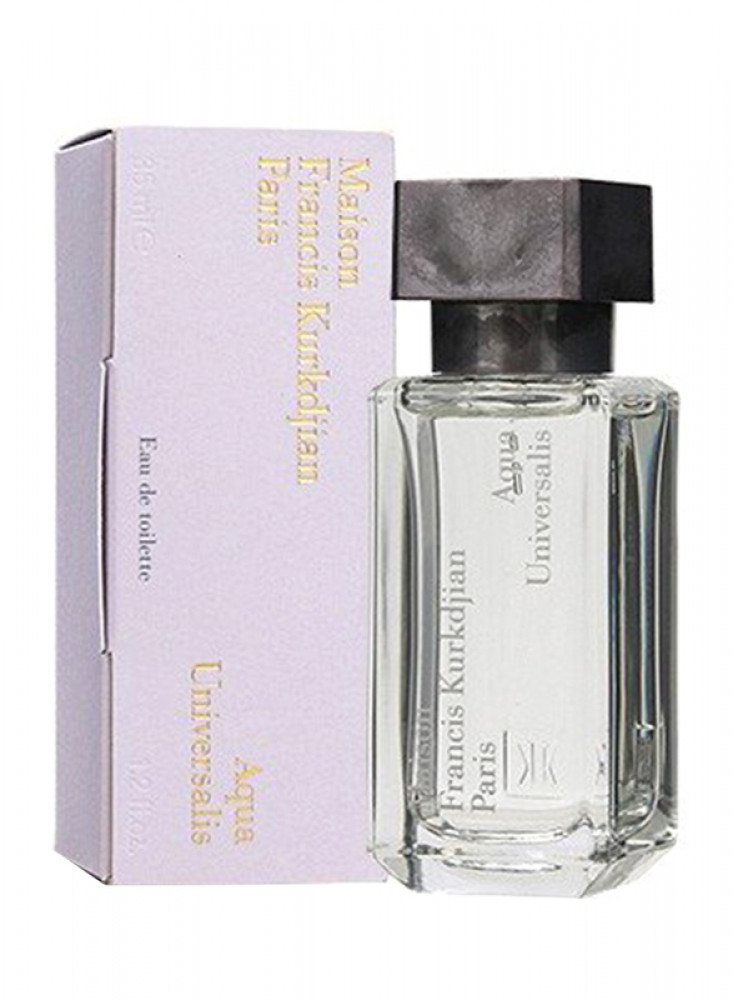 Maison
Francis Kurkdjian
Paris
35 ml e
Eau de toilette
Aqua
Universalis
1.2 fl.oz.
Aqua
Universalis
Francis Kurkdjian
Paris